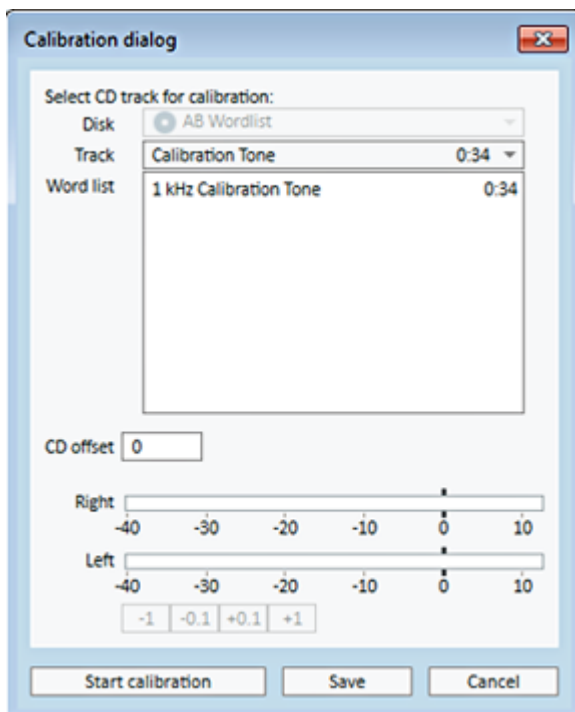 Calibration dialog
Select CD track for calibration:
Disk AB Wordlist
Track Calibration Tone 0:34
Word list 1 kHz Calibration Tone 0:34
CD offset 0
Right
-40 -30 -20 -10 0 10
Left
-40 -30 -20 -10 0 10
-1 -0.1 +0.1 +1
Start calibration Save Cancel